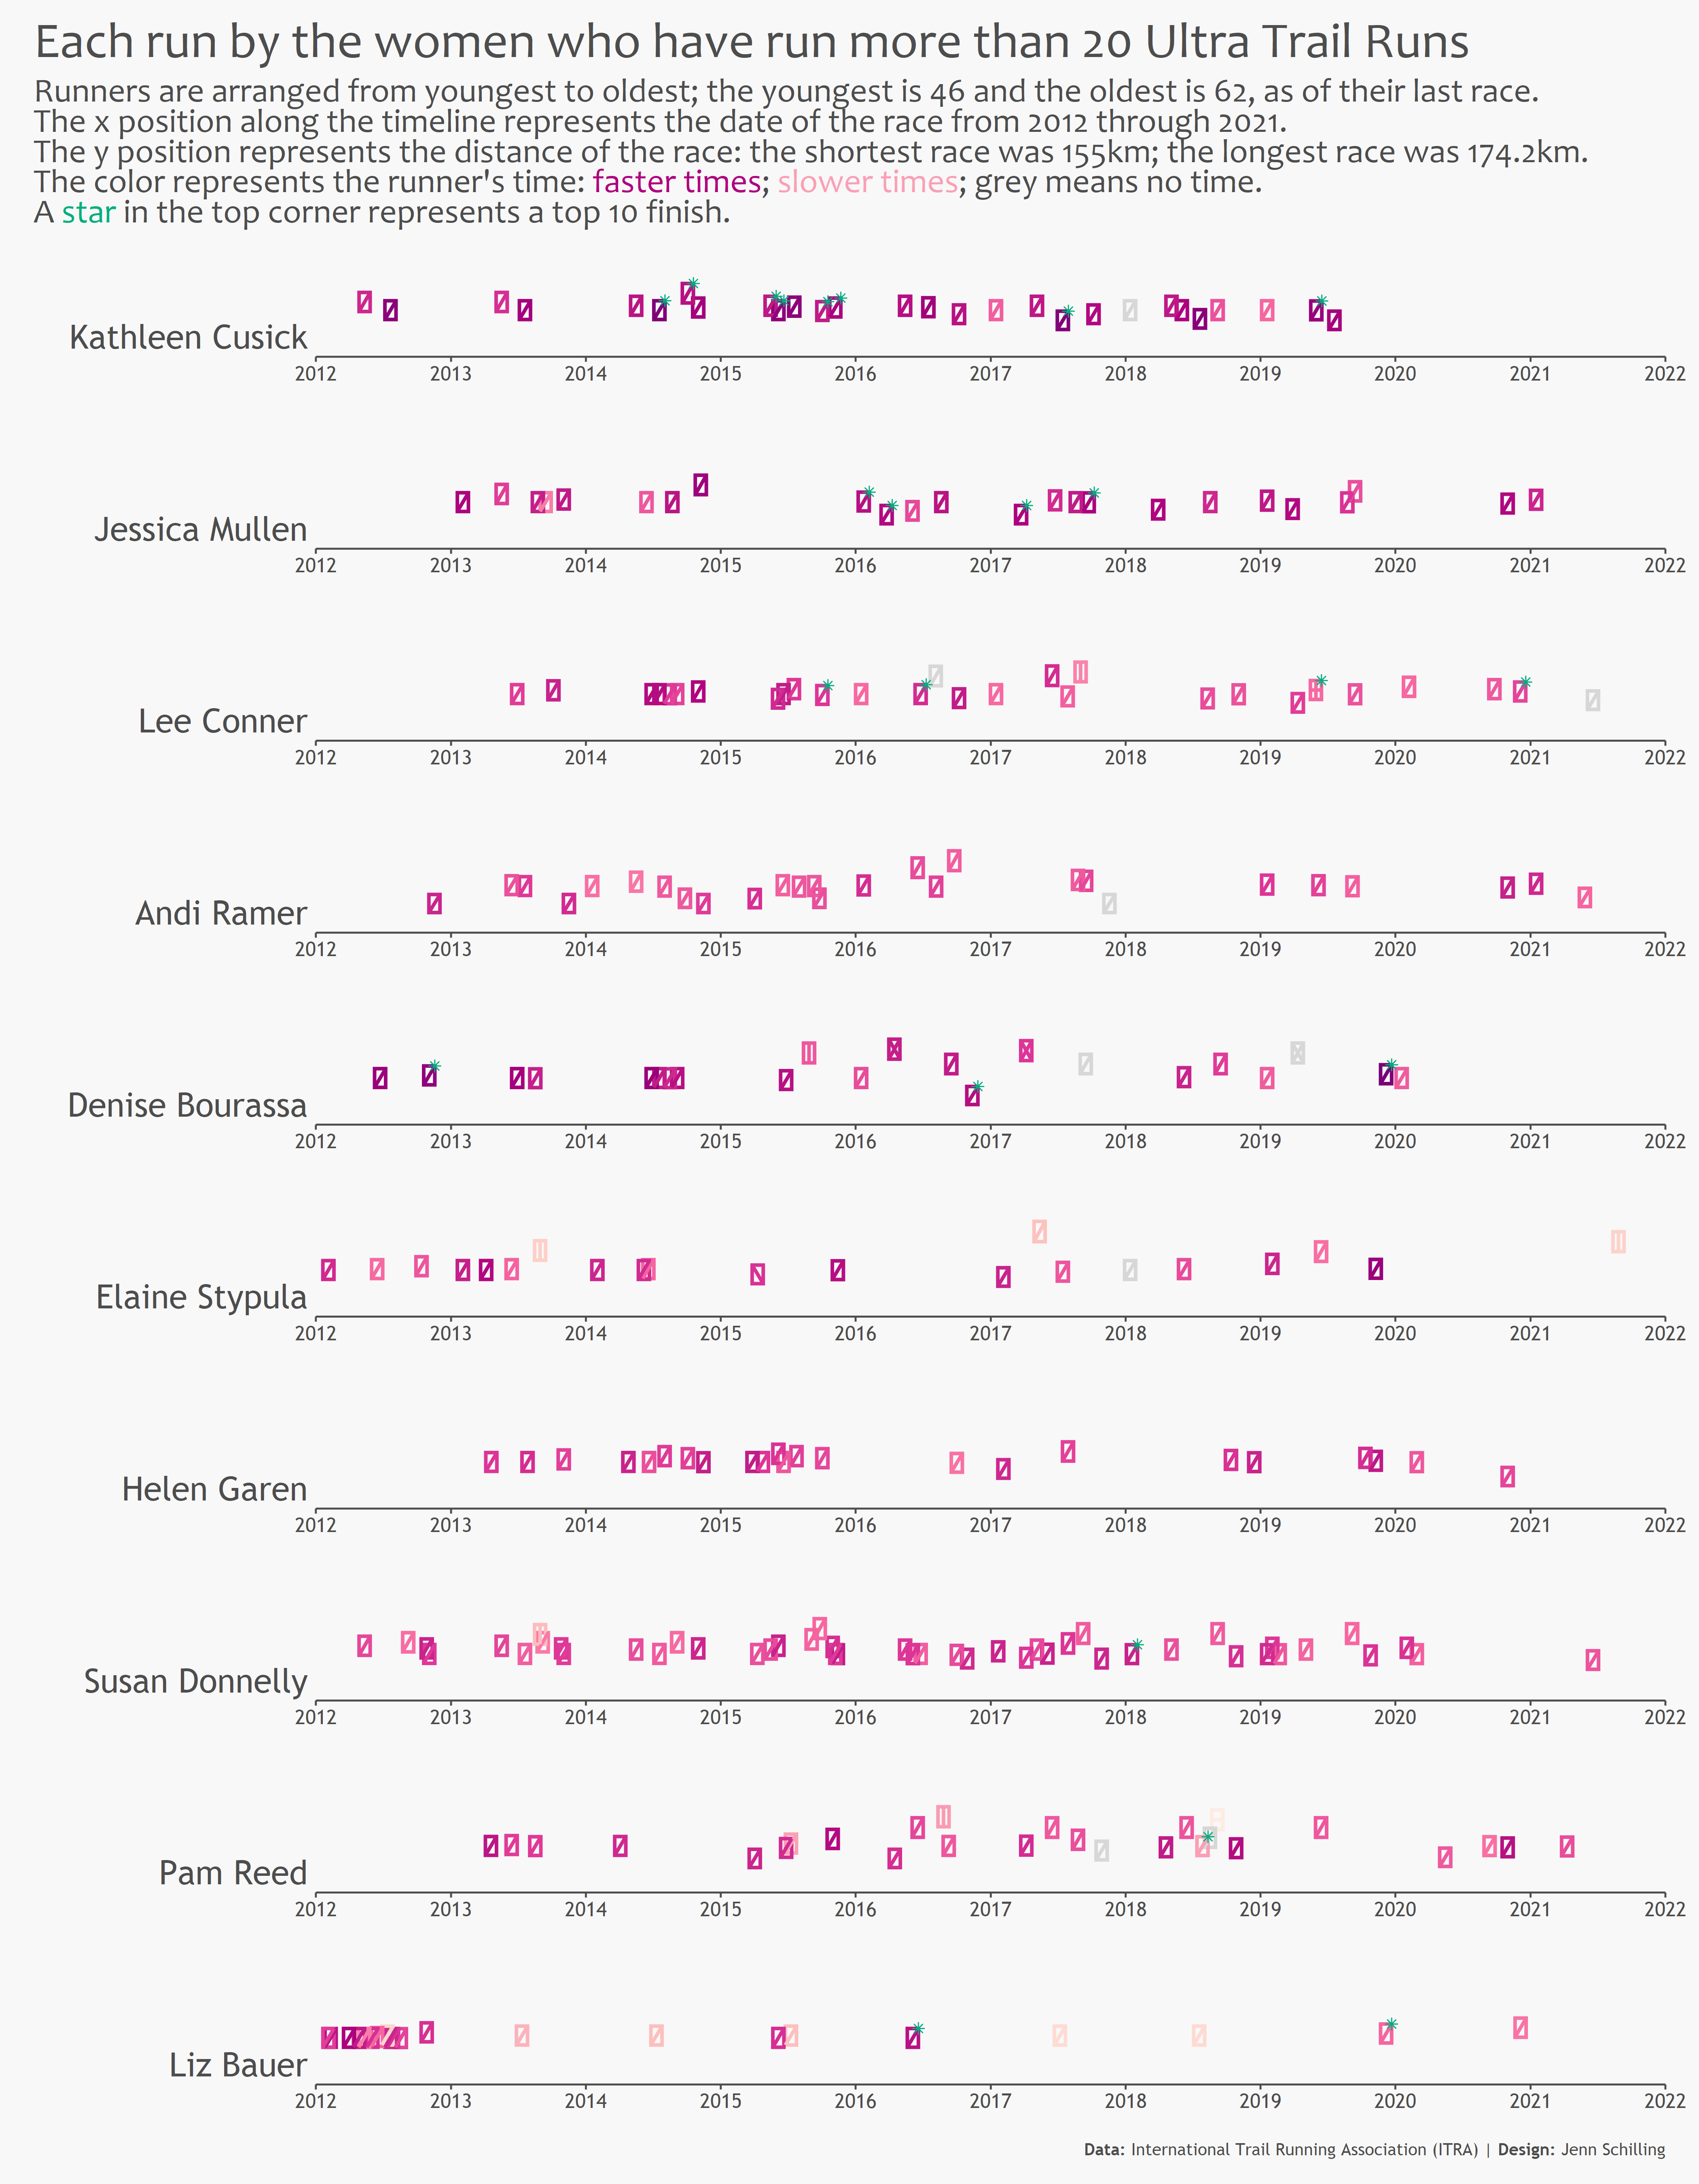 Each run by the women who have run more than 20 Ultra Trail Runs
Runners are arranged from youngest to oldest; the youngest is 46 and the oldest is 62, as of their last race.
The x position along the timeline represents the date of the race from 2012 through 2021.
The y position represents the distance of the race: the shortest race was 155km; the longest race was 174.2km.
The color represents the runner's time: faster times; slower times; grey means no time.
A star in the top corner represents a top 10 finish.
Kathleen Cusick
2012 2013 2014 2015 2016 2017 2018 2019 2020 2021 2022
Jessica Mullen
2012 2013 2014 2015 2016 2017 2018 2019 2020 2021 2022
Lee Conner
2012 2013 2014 2015 2016 2017 2018 2019 2020 2021 2022
Andi Ramer
2012 2013 2014 2015 2016 2017 2018 2019 2020 2021 2022
Denise Bourassa
2012 2013 2014 2015 2016 2017 2018 2019 2020 2021 2022
Elaine Stypula
2012 2013 2014 2015 2016 2017 2018 2019 2020 2021 2022
Helen Garen
2012 2013 2014 2015 2016 2017 2018 2019 2020 2021 2022
Susan Donnelly
2012 2013 2014 2015 2016 2017 2018 2019 2020 2021 2022
Pam Reed
2012 2013 2014 2015 2016 2017 2018 2019 2020 2021 2022
Liz Bauer
2012 2013 2014 2015 2016 2017 2018 2019 2020 2021 2022
Data: International Trail Running Association (ITRA) | Design: Jenn Schilling